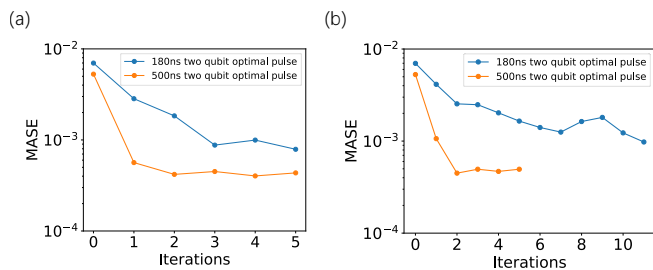 (a)
MASE
10⁻²
10⁻³
10⁻⁴
180ns two qubit optimal pulse
500ns two qubit optimal pulse
0 1 2 3 4 5
Iterations
(b)
MASE
10⁻²
10⁻³
10⁻⁴
180ns two qubit optimal pulse
500ns two qubit optimal pulse
0 2 4 6 8 10
Iterations